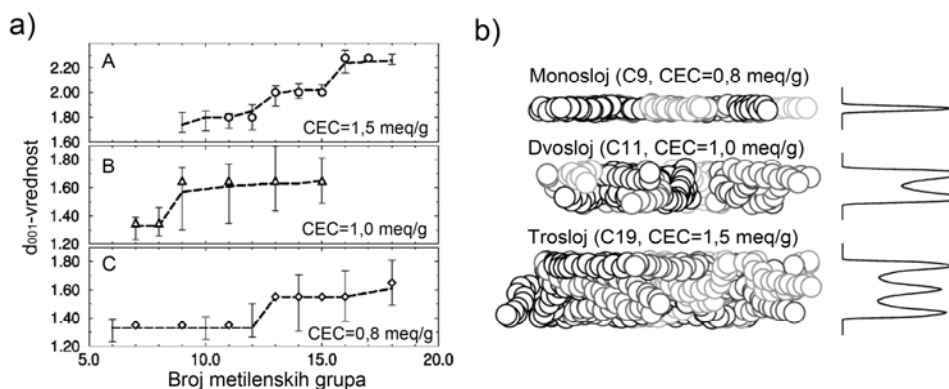 a)
A
2.20
2.00
1.80
1.60
CEC=1,5 meq/g
B
1.60
1.40
1.20
CEC=1,0 meq/g
C
1.60
1.40
1.20
CEC=0,8 meq/g
5.0 10.0 15.0 20.0
Broj metilenskih grupa
d001-vrednost
b)
Monosloj (C9, CEC=0,8 meq/g)
Dvosloj (C11, CEC=1,0 meq/g)
Trosloj (C19, CEC=1,5 meq/g)